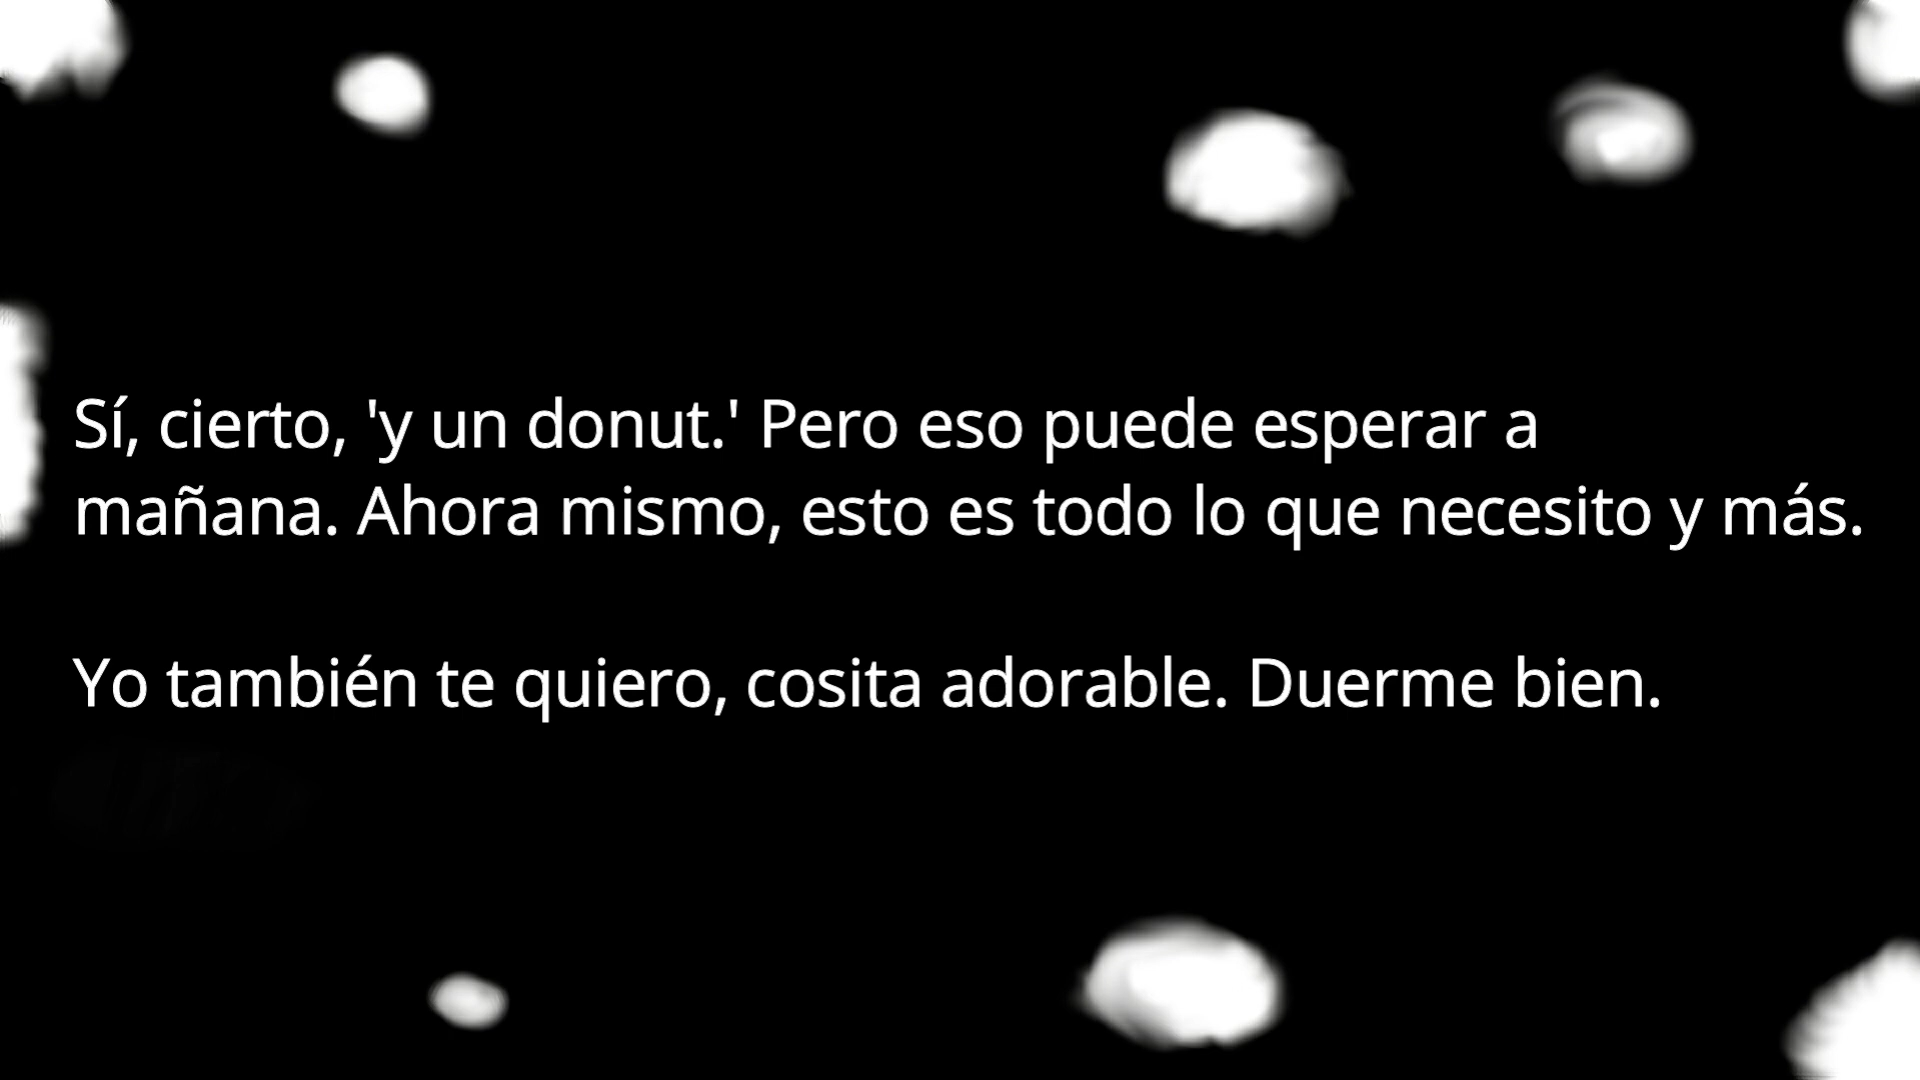 Sí, cierto, 'y un donut.' Pero eso puede esperar a
mañana. Ahora mismo, esto es todo lo que necesito y más.
Yo también te quiero, cosita adorable. Duerme bien.